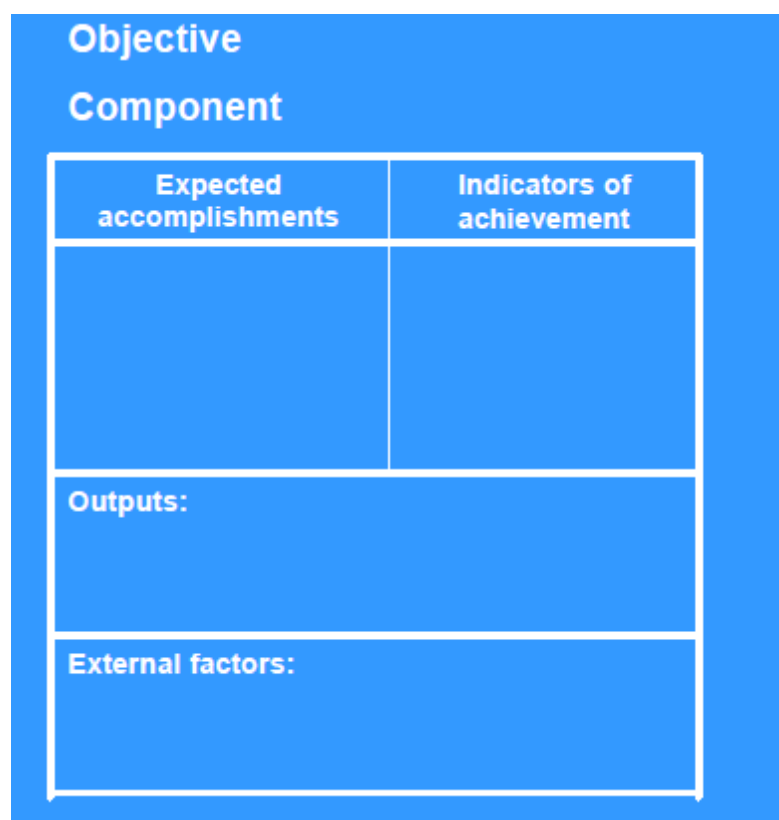 Objective
Component
Expected
accomplishments
Indicators of
achievement
Outputs:
External factors: